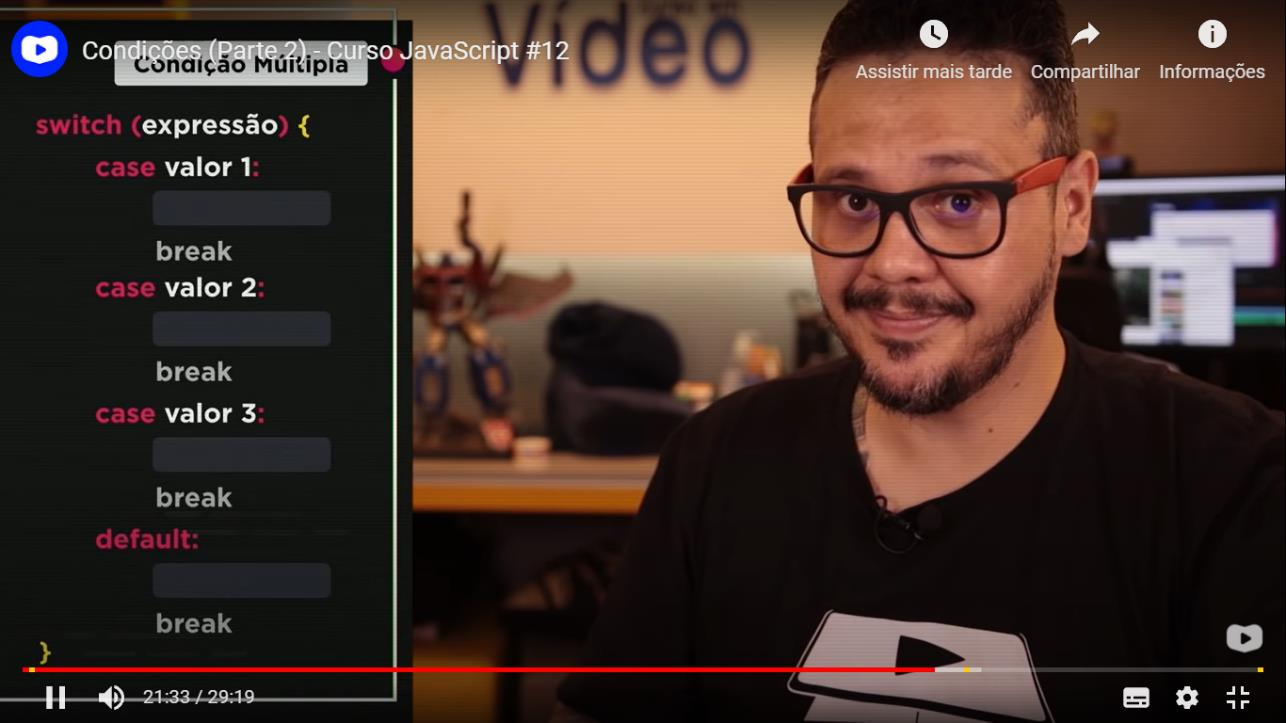 Condições (Parte 2) - Curso JavaScript #12
Assistir mais tarde
Compartilhar
Informações
Vídeo
Condição Múltipla
switch (expressão) {
case valor 1:
break
case valor 2:
break
case valor 3:
break
default:
break
}
21:33 / 29:19